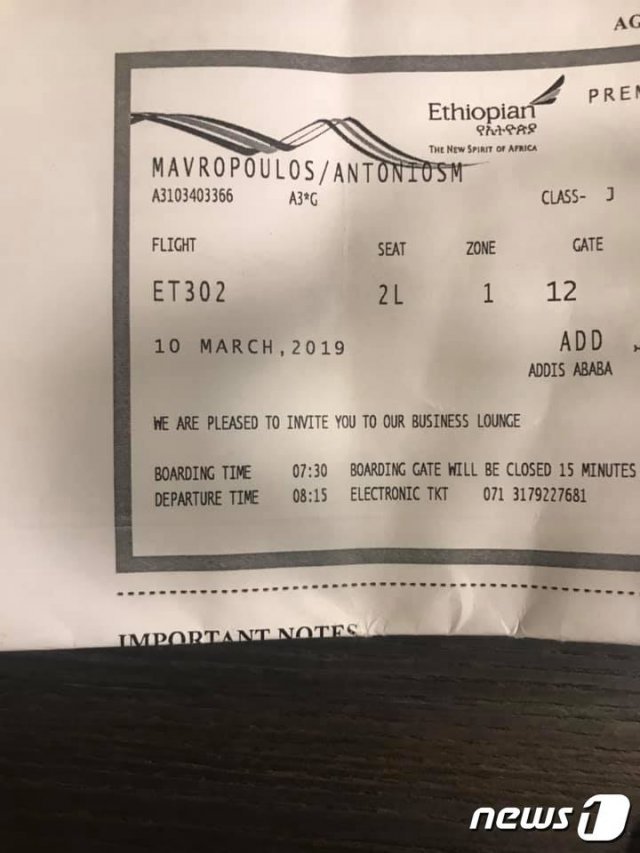 AG
Ethiopian
PREM
የኢትዮጵያ
THE NEW SPIRIT OF AFRICA
MAVROPOULOS/ANTONIOSM
A3103403366 A3*G CLASS- J
FLIGHT SEAT ZONE GATE
ET302 2L 1 12
10 MARCH,2019 ADD
ADDIS ABABA
WE ARE PLEASED TO INVITE YOU TO OUR BUSINESS LOUNGE
BOARDING TIME 07:30 BOARDING GATE WILL BE CLOSED 15 MINUTES
DEPARTURE TIME 08:15 ELECTRONIC TKT 071 3179227681
IMPORTANT NOTES
news1